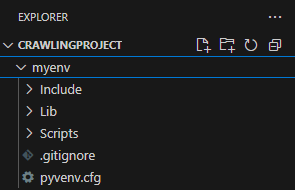 EXPLORER
CRAWLINGPROJECT
myenv
Include
Lib
Scripts
.gitignore
pyvenv.cfg